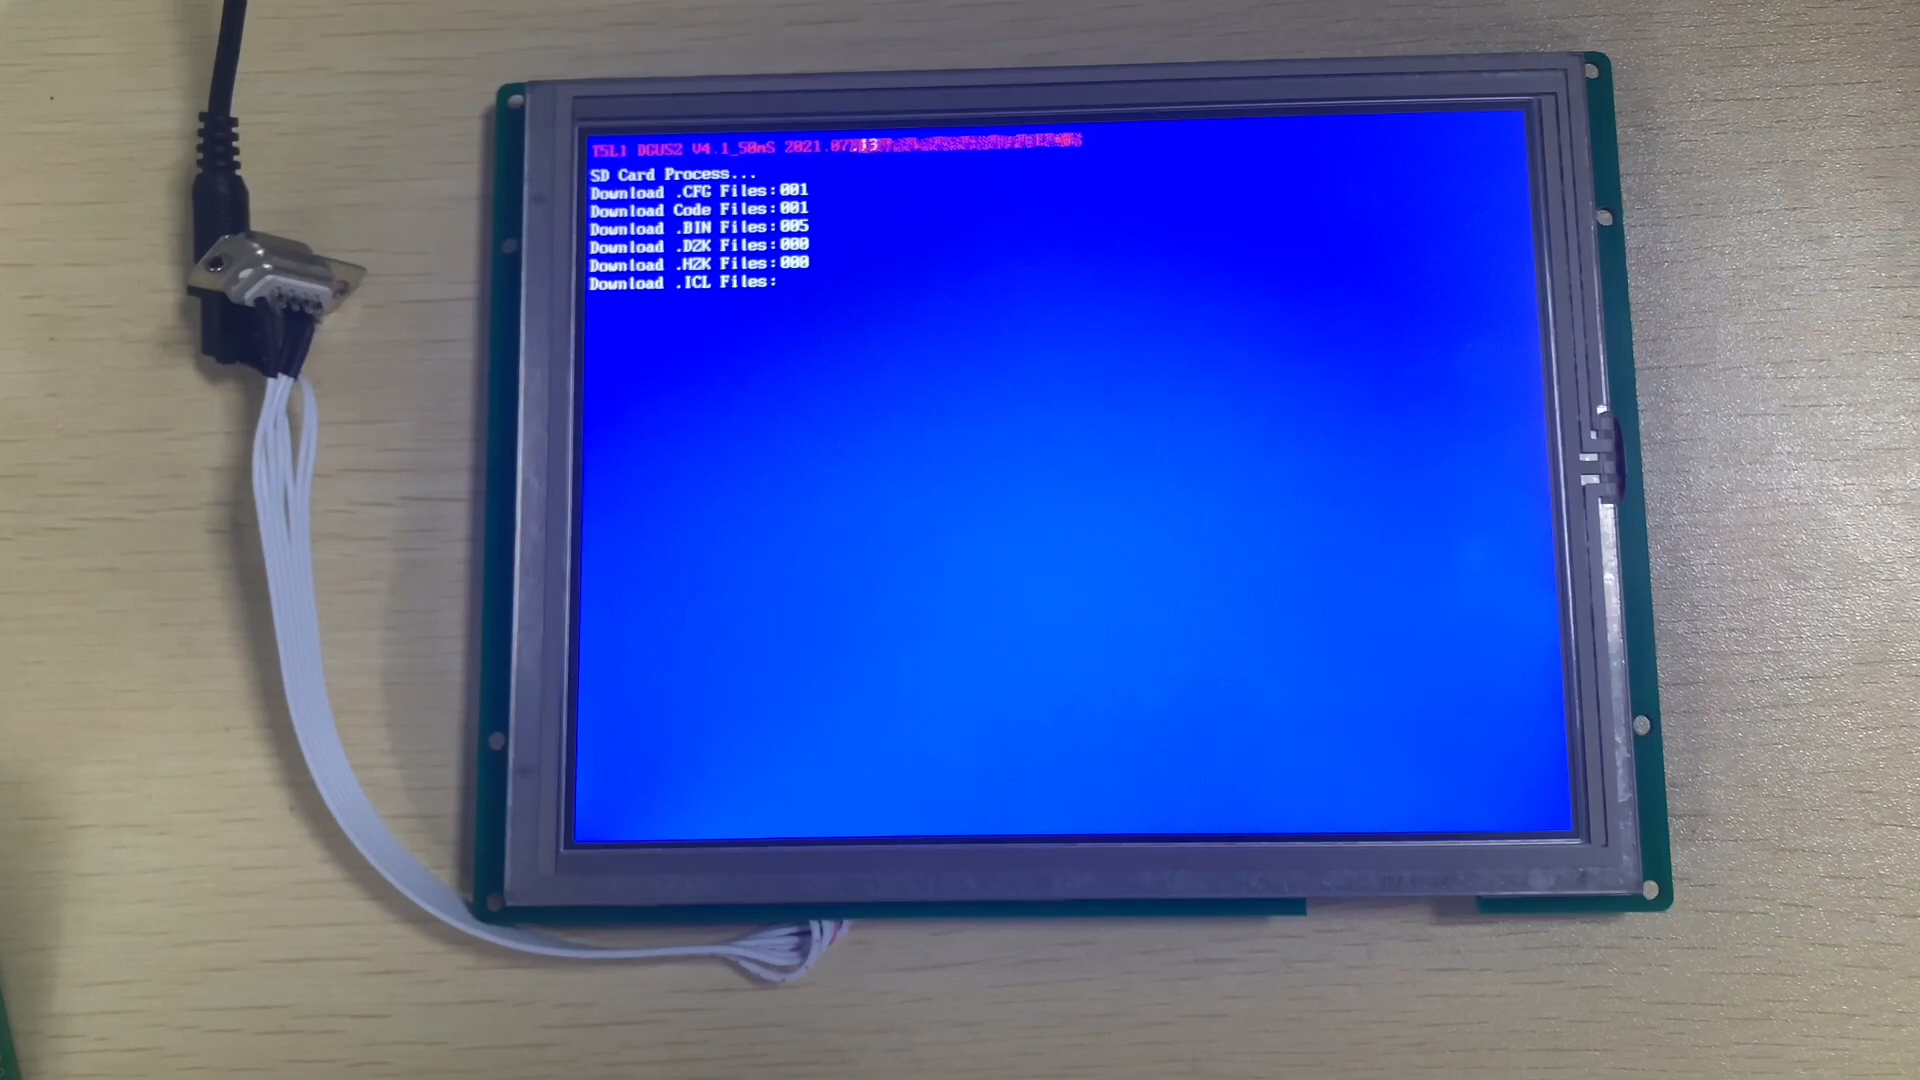 T5L1 DGUS2 V4.1_50mS 2021.07.13
SD Card Process...
Download .CFG Files:001
Download Code Files:001
Download .BIN Files:005
Download .DZK Files:000
Download .HZK Files:000
Download .ICL Files: